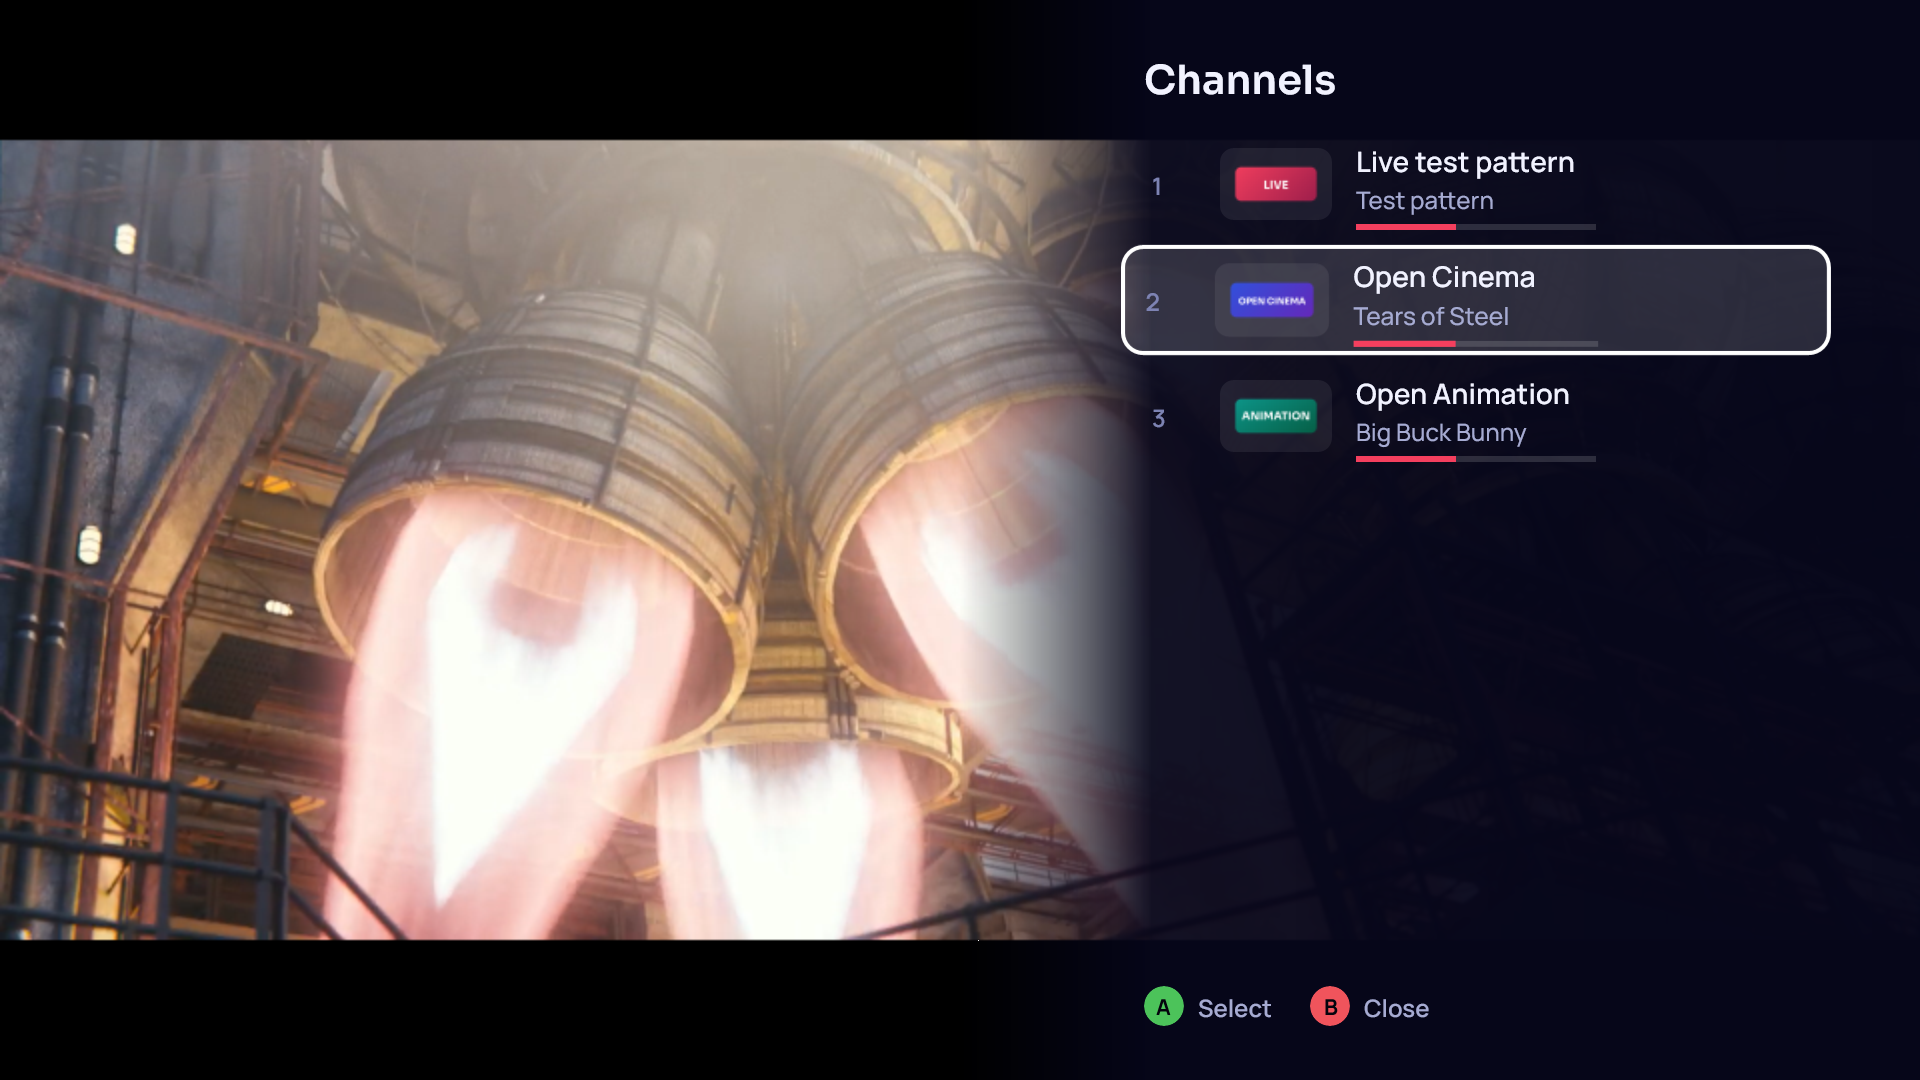 Channels
1
LIVE
Live test pattern
Test pattern
2
OPEN CINEMA
Open Cinema
Tears of Steel
3
ANIMATION
Open Animation
Big Buck Bunny
A Select
B Close